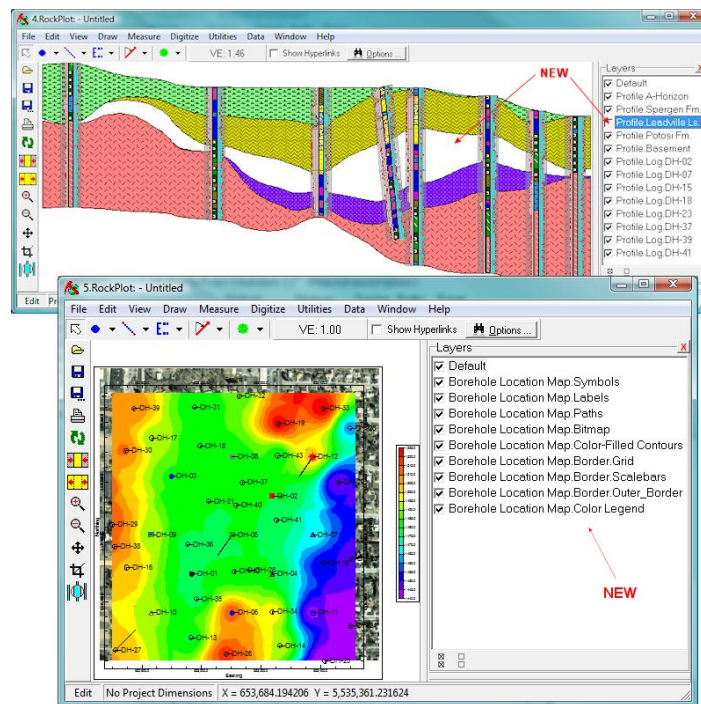 4.RockPlot: - Untitled
File Edit View Draw Measure Digitize Utilities Data Window Help
VE: 1.46 Show Hyperlinks Options ...
NEW
Layers X
Default
Profile.A-Horizon
Profile.Spergen Fm.
Profile.Leadville Ls.
Profile.Potosi Fm.
Profile.Basement
Profile.Log.DH-02
Profile.Log.DH-07
Profile.Log.DH-15
Profile.Log.DH-18
Profile.Log.DH-23
Profile.Log.DH-37
Profile.Log.DH-39
Profile.Log.DH-41
Edit
5.RockPlot: - Untitled
File Edit View Draw Measure Digitize Utilities Data Window Help
VE: 1.00 Show Hyperlinks Options ...
Layers X
Default
Borehole Location Map.Symbols
Borehole Location Map.Labels
Borehole Location Map.Paths
Borehole Location Map.Bitmap
Borehole Location Map.Color-Filled Contours
Borehole Location Map.Border.Grid
Borehole Location Map.Border.Scalebars
Borehole Location Map.Border.Outer_Border
Borehole Location Map.Color Legend
NEW
DH-39
DH-31
DH-33
DH-19
DH-17
DH-18
DH-30
DH-43
DH-12
DH-03
DH-02
DH-21
DH-40
DH-41
DH-29
DH-09
DH-05
DH-07
DH-38
DH-36
DH-16
DH-01
DH-04
DH-35
DH-10
DH-06
DH-34
DH-11
DH-13
DH-14
DH-27
DH-26
Easting
Edit No Project Dimensions X = 653,684.194206 Y = 5,535,361.231624